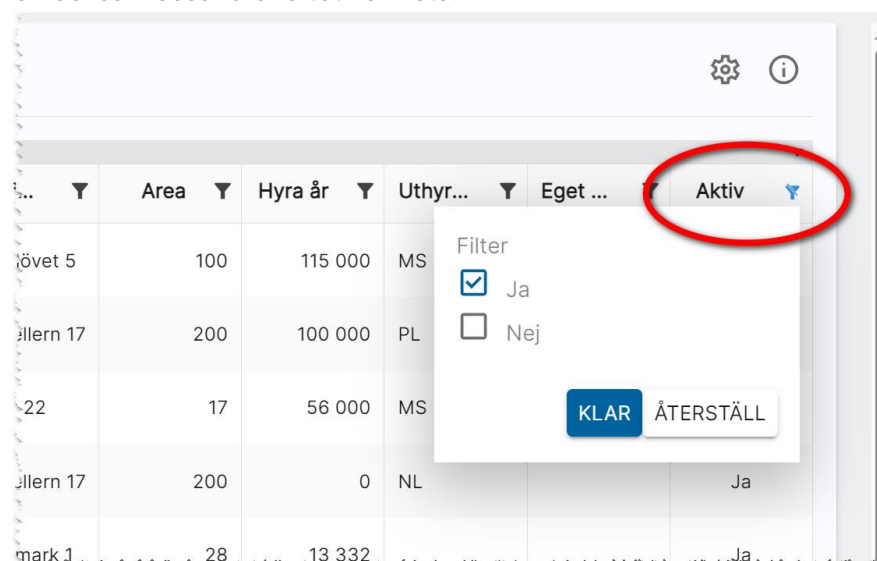 ... Area Hyra år Uthyr... Eget ... Aktiv
övet 5 100 115 000 MS
Filter
Ja
ellern 17 200 100 000 PL
Nej
22 17 56 000 MS
KLAR ÅTERSTÄLL
ellern 17 200 0 NL Ja
mark 1 28 13 332 Ja